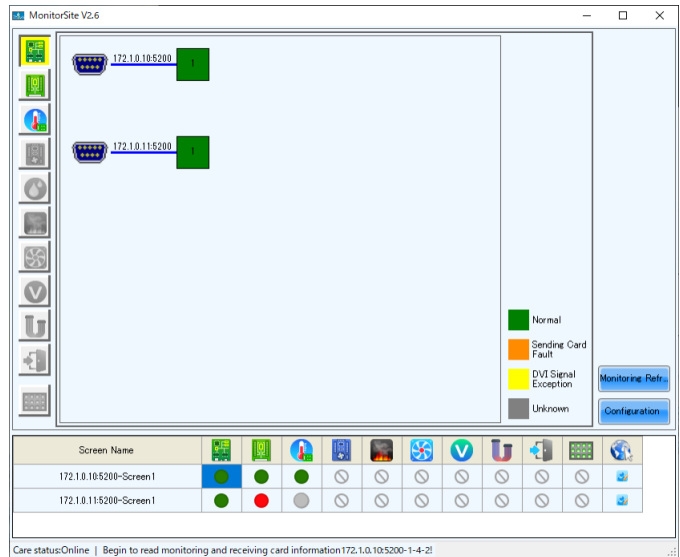 MonitorSite V2.6
172.1.0.10:5200
1
172.1.0.11:5200
1
Normal
Sending Card
Fault
DVI Signal
Exception
Unknown
Monitoring Refr...
Configuration
Screen Name
172.1.0.10:5200-Screen1
172.1.0.11:5200-Screen1
Care status:Online | Begin to read monitoring and receiving card information172.1.0.10:5200-1-4-2!